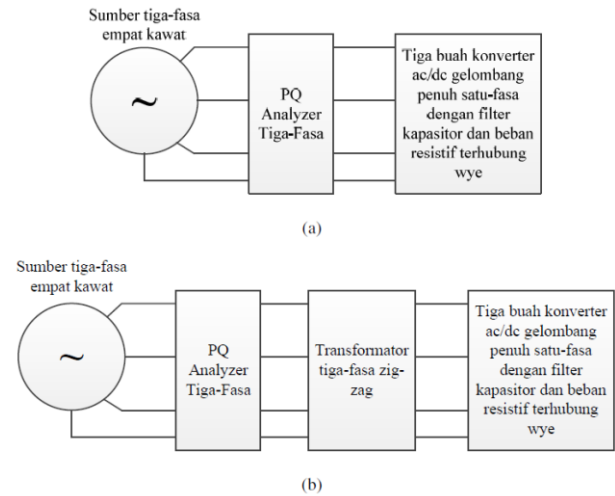 Sumber tiga-fasa
empat kawat
~
PQ
Analyzer
Tiga-Fasa
Tiga buah konverter
ac/dc gelombang
penuh satu-fasa
dengan filter
kapasitor dan beban
resistif terhubung
wye
(a)
Sumber tiga-fasa
empat kawat
~
PQ
Analyzer
Tiga-Fasa
Transformator
tiga-fasa zig-
zag
Tiga buah konverter
ac/dc gelombang
penuh satu-fasa
dengan filter
kapasitor dan beban
resistif terhubung
wye
(b)